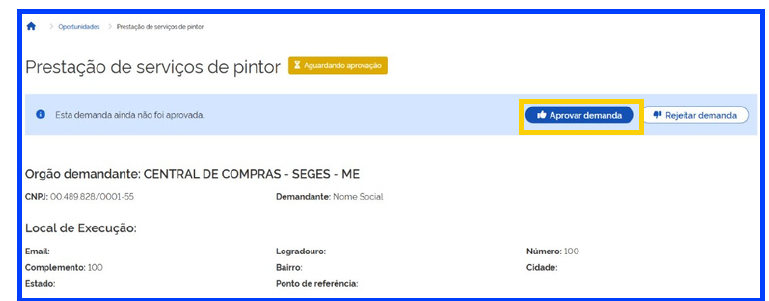 Oportunidades > Prestação de serviços de pintor
Prestação de serviços de pintor Aguardando aprovação
Esta demanda ainda não foi aprovada. Aprovar demanda Rejeitar demanda
Orgão demandante: CENTRAL DE COMPRAS - SEGES - ME
CNPJ: 00.489.828/0001-55 Demandante: Nome Social
Local de Execução:
Email: Logradouro: Número: 100
Complemento: 100 Bairro: Cidade:
Estado: Ponto de referência: